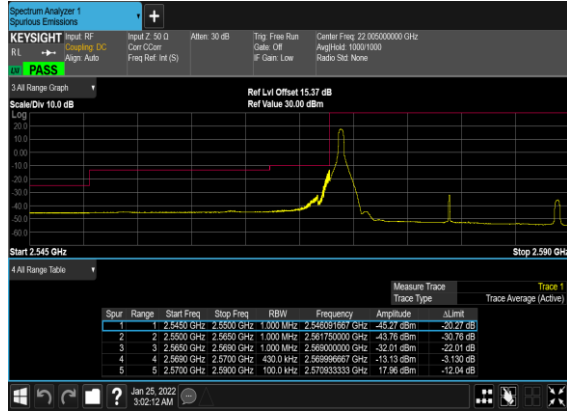 Spectrum Analyzer 1
Spurious Emissions
+
KEYSIGHT Input: RF Input Z: 50 Ω Atten: 30 dB Trig: Free Run Center Freq: 22.005000000 GHz
RL Coupling: DC Corr CCorr Gate: Off Avg|Hold: 1000/1000
Align: Auto Freq Ref: Int (S) IF Gain: Low Radio Std: None
PASS
3 All Range Graph
Ref Lvl Offset 15.37 dB
Scale/Div 10.0 dB Ref Value 30.00 dBm
Log
20.0
10.0
0.00
-10.0
-20.0
-30.0
-40.0
-50.0
-60.0
Start 2.545 GHz Stop 2.590 GHz
4 All Range Table
Measure Trace Trace 1
Trace Type Trace Average (Active)
Spur Range Start Freq Stop Freq RBW Frequency Amplitude ΔLimit
1 1 2.5450 GHz 2.5500 GHz 1.000 MHz 2.546091667 GHz -45.27 dBm -20.27 dB
2 2 2.5500 GHz 2.5650 GHz 1.000 MHz 2.561750000 GHz -43.76 dBm -30.76 dB
3 3 2.5650 GHz 2.5690 GHz 1.000 MHz 2.569000000 GHz -32.01 dBm -22.01 dB
4 4 2.5690 GHz 2.5700 GHz 430.0 kHz 2.569996667 GHz -13.13 dBm -3.130 dB
5 5 2.5700 GHz 2.5900 GHz 100.0 kHz 2.570933333 GHz 17.96 dBm -12.04 dB
? Jan 25, 2022
3:02:12 AM